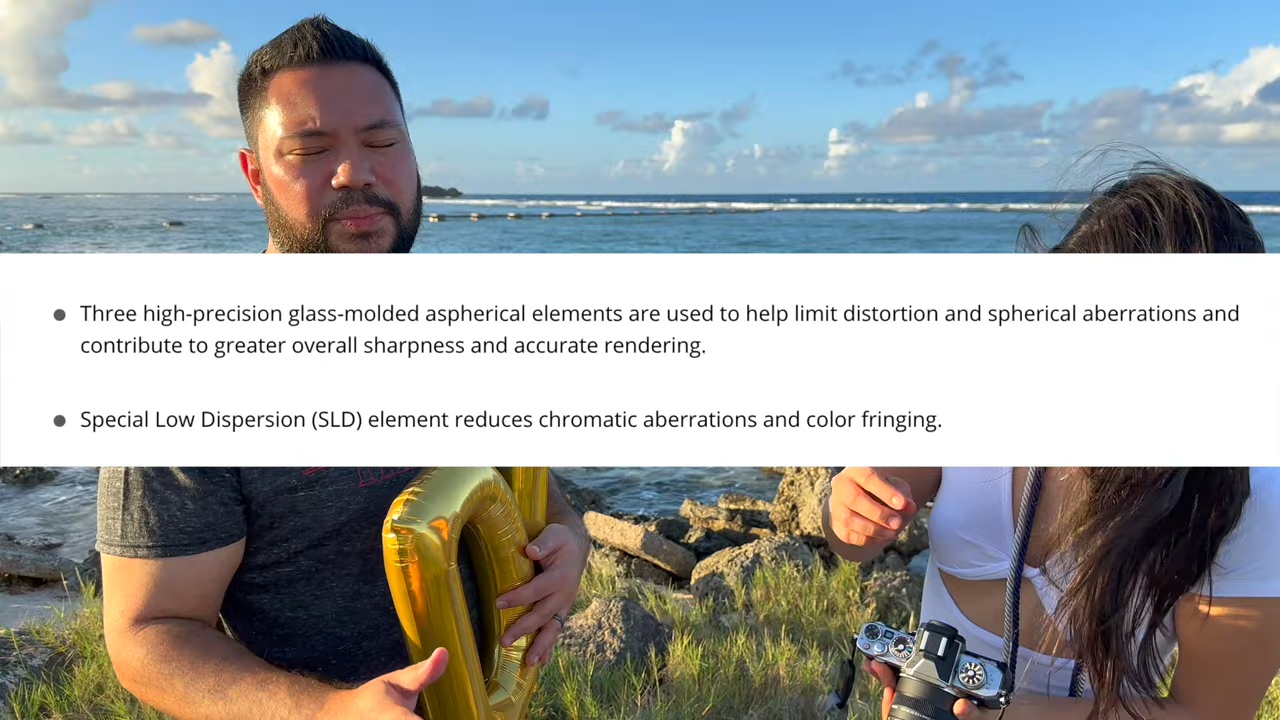 Three high-precision glass-molded aspherical elements are used to help limit distortion and spherical aberrations and
contribute to greater overall sharpness and accurate rendering.
Special Low Dispersion (SLD) element reduces chromatic aberrations and color fringing.